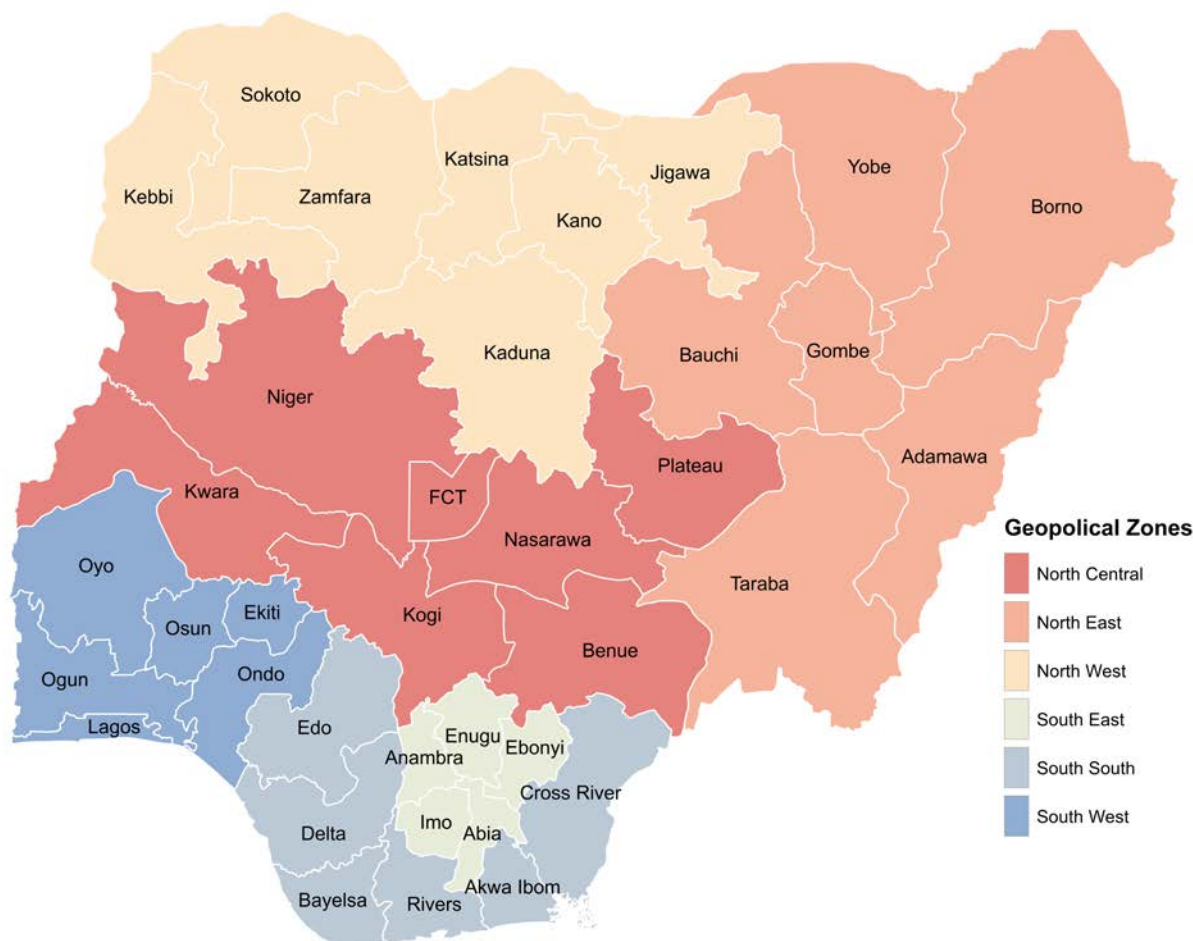 Sokoto
Katsina
Jigawa
Yobe
Kebbi
Zamfara
Kano
Borno
Kaduna
Bauchi
Gombe
Niger
Adamawa
Plateau
Kwara
FCT
Nasarawa
Geopolical Zones
North Central
North East
North West
South East
South South
South West
Oyo
Taraba
Ekiti
Osun
Kogi
Benue
Ogun
Ondo
Lagos
Edo
Enugu
Ebonyi
Anambra
Cross River
Imo
Abia
Delta
Akwa Ibom
Bayelsa
Rivers